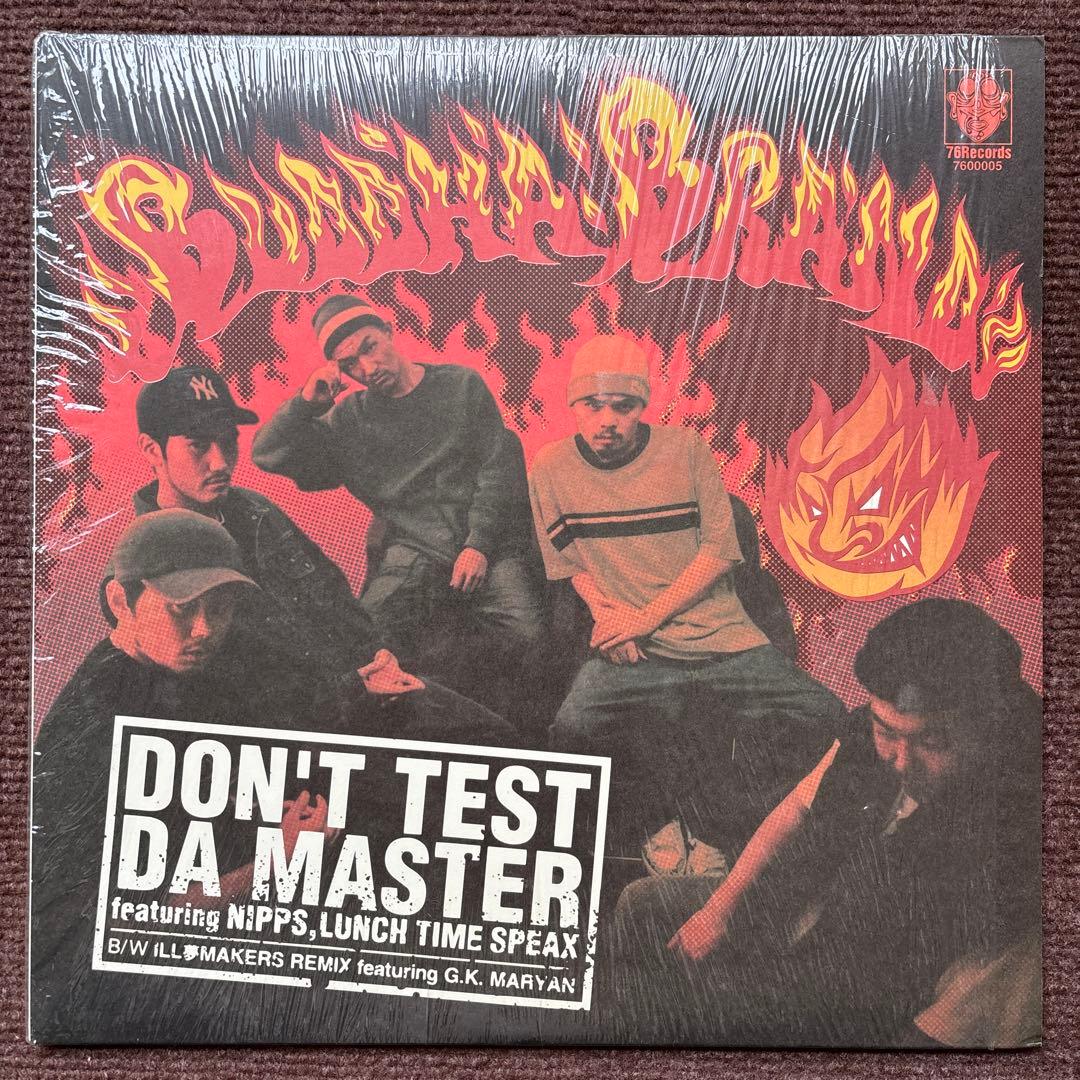 BUDDHA BRAND'S
76Records
7600005
NY
DON'T TEST
DA MASTER
featuring NIPPS, LUNCH TIME SPEAX
B/W ILL夢MAKERS REMIX featuring G.K. MARYAN